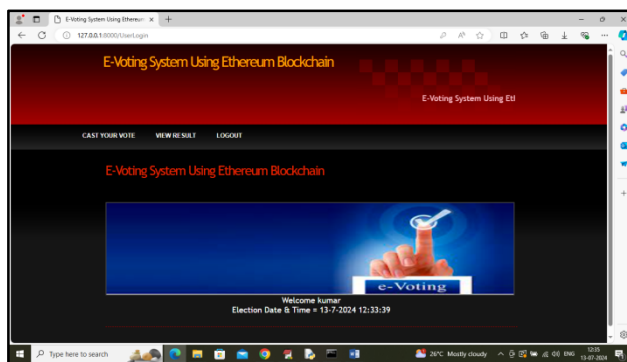 E-Voting System Using Ethereum
127.0.0.1:8000/UserLogin
E-Voting System Using Ethereum Blockchain
E-Voting System Using Etl
CAST YOUR VOTE VIEW RESULT LOGOUT
E-Voting System Using Ethereum Blockchain
e-Voting
Welcome kumar
Election Date & Time = 13-7-2024 12:33:39
Type here to search
26°C Mostly cloudy
ENG
12:35
13-07-2024